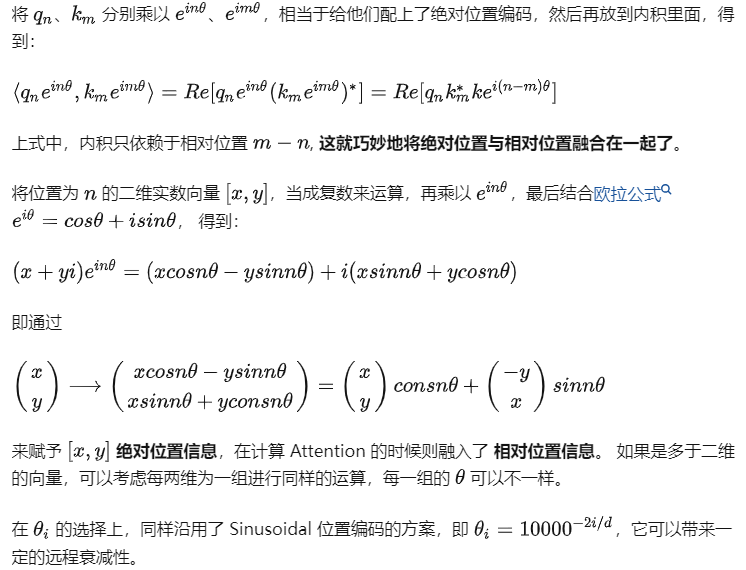 将 $q_n$、$k_m$ 分别乘以 $e^{in\theta}$、$e^{im\theta}$，相当于给他们配上了绝对位置编码，然后再放到内积里面，得
到：
$\langle q_n e^{in\theta}, k_m e^{im\theta} \rangle = Re[q_n e^{in\theta}(k_m e^{im\theta})^*] = Re[q_n k_m^* k e^{i(n-m)\theta}]$
上式中，内积只依赖于相对位置 $m - n$, 这就巧妙地将绝对位置与相对位置融合在一起了。
将位置为 $n$ 的二维实数向量 $[x, y]$，当成复数来运算，再乘以 $e^{in\theta}$，最后结合欧拉公式
$e^{i\theta} = cos\theta + isin\theta$， 得到：
$(x + yi)e^{in\theta} = (xcosn\theta - ysinn\theta) + i(xsinn\theta + ycosn\theta)$
即通过
$\begin{pmatrix} x \\ y \end{pmatrix} \longrightarrow \begin{pmatrix} xcosn\theta - ysinn\theta \\ xsinn\theta + yconsn\theta \end{pmatrix} = \begin{pmatrix} x \\ y \end{pmatrix} consn\theta + \begin{pmatrix} -y \\ x \end{pmatrix} sinn\theta$
来赋予 $[x, y]$ 绝对位置信息，在计算 Attention 的时候则融入了 相对位置信息。 如果是多于二维
的向量，可以考虑每两维为一组进行同样的运算，每一组的 $\theta$ 可以不一样。
在 $\theta_i$ 的选择上，同样沿用了 Sinusoidal 位置编码的方案，即 $\theta_i = 10000^{-2i/d}$，它可以带来一
定的远程衰减性。